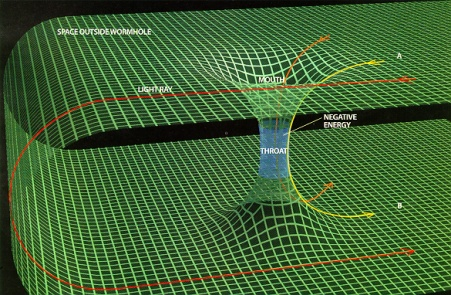 SPACE OUTSIDE WORMHOLE
A
MOUTH
LIGHT RAY
NEGATIVE
ENERGY
THROAT
B